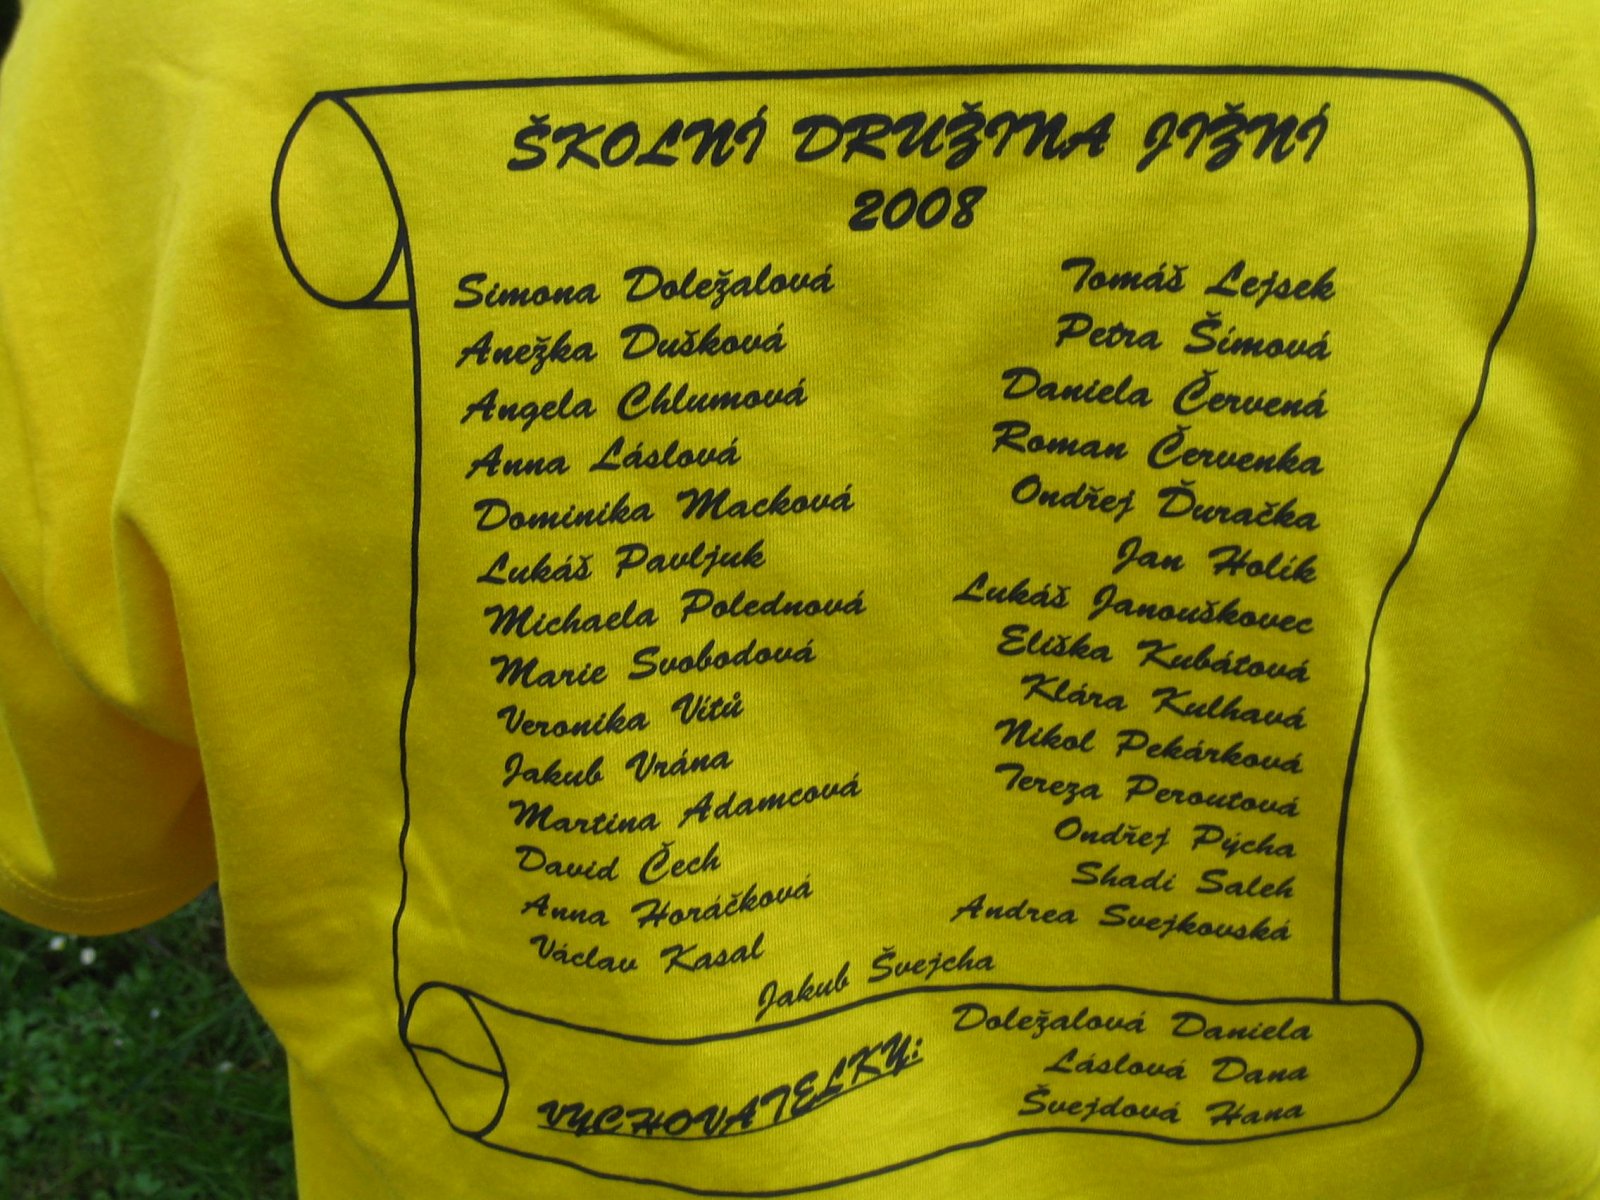 ŠKOLNÍ DRUŽINA JIŽNÍ
2008
Simona Doležalová
Anežka Dušková
Angela Chlumová
Anna Láslová
Dominika Macková
Lukáš Pavljuk
Michaela Polednová
Marie Svobodová
Veronika Vítů
Jakub Vrána
Martina Adamcová
David Čech
Anna Horáčková
Václav Kasal
Tomáš Lejsek
Petra Šímová
Daniela Červená
Roman Červenka
Ondřej Ďuračka
Jan Holík
Lukáš Janouškovec
Eliška Kubátová
Klára Kulhavá
Nikol Pekárková
Tereza Peroutová
Ondřej Pýcha
Shadi Saleh
Andrea Svejkovská
Jakub Švejcha
VYCHOVATELKY:
Doležalová Daniela
Láslová Dana
Švejdová Hana